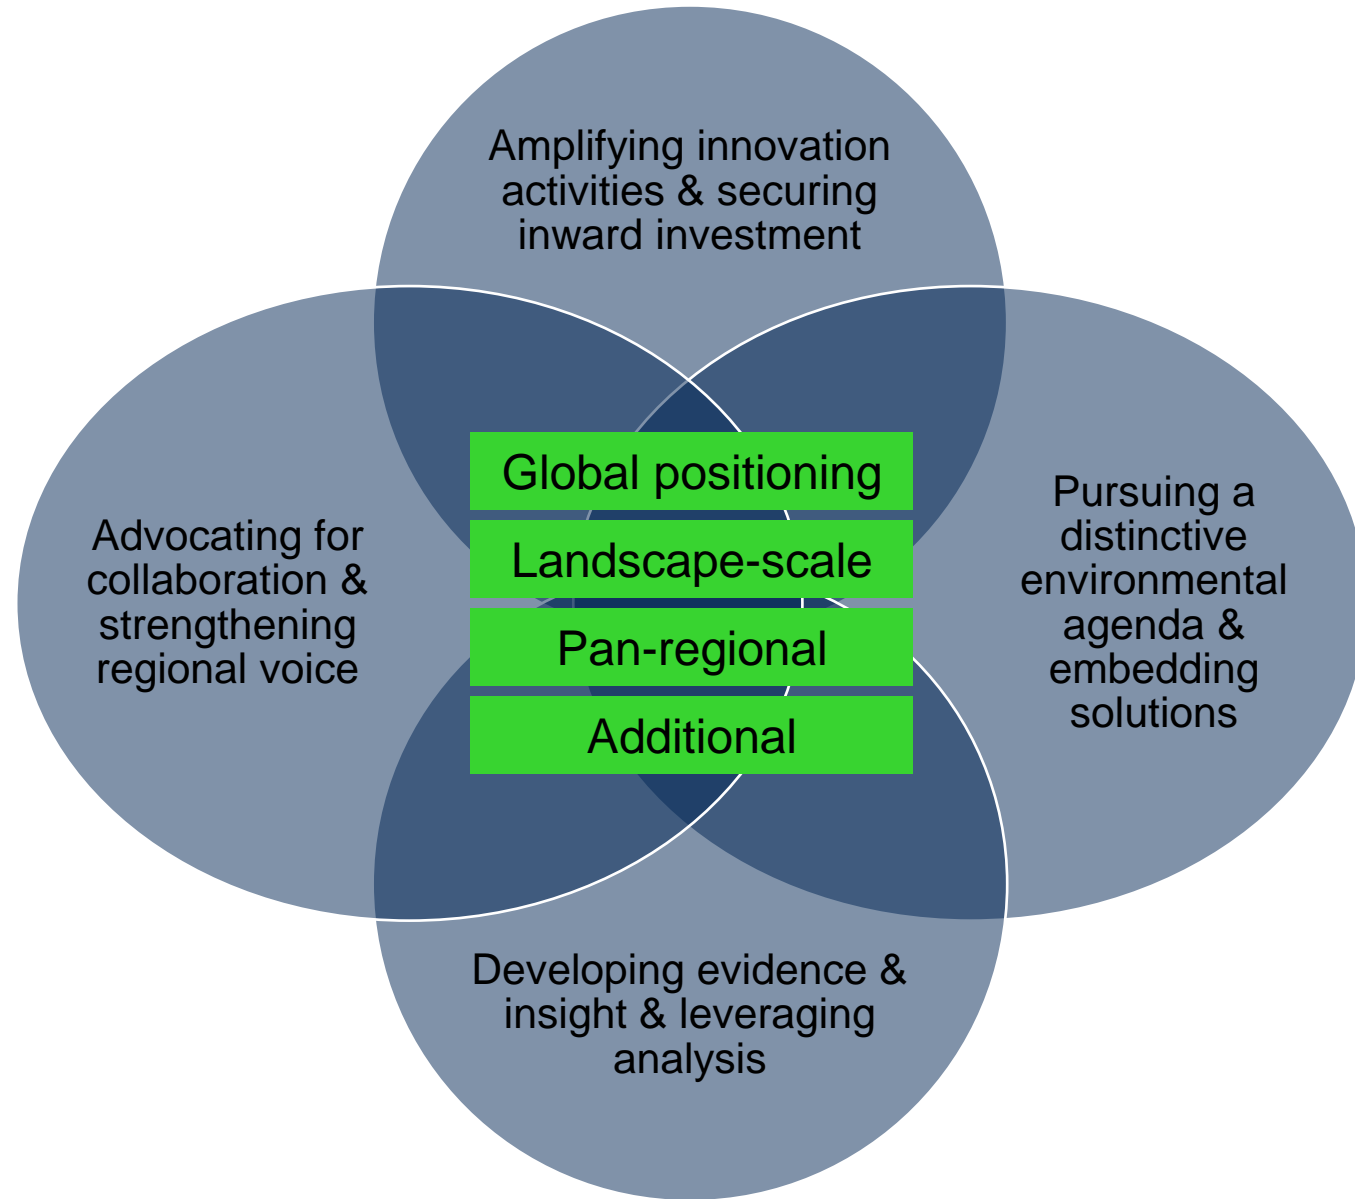 Amplifying innovation
activities & securing
inward investment
Advocating for
collaboration &
strengthening
regional voice
Global positioning
Landscape-scale
Pan-regional
Additional
Pursuing a
distinctive
environmental
agenda &
embedding
solutions
Developing evidence &
insight & leveraging
analysis